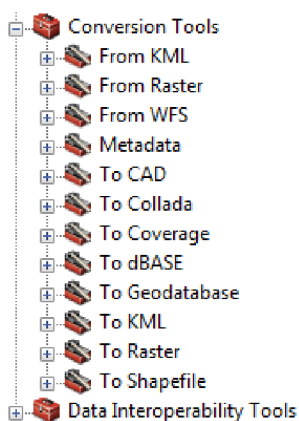 Conversion Tools
From KML
From Raster
From WFS
Metadata
To CAD
To Collada
To Coverage
To dBASE
To Geodatabase
To KML
To Raster
To Shapefile
Data Interoperability Tools